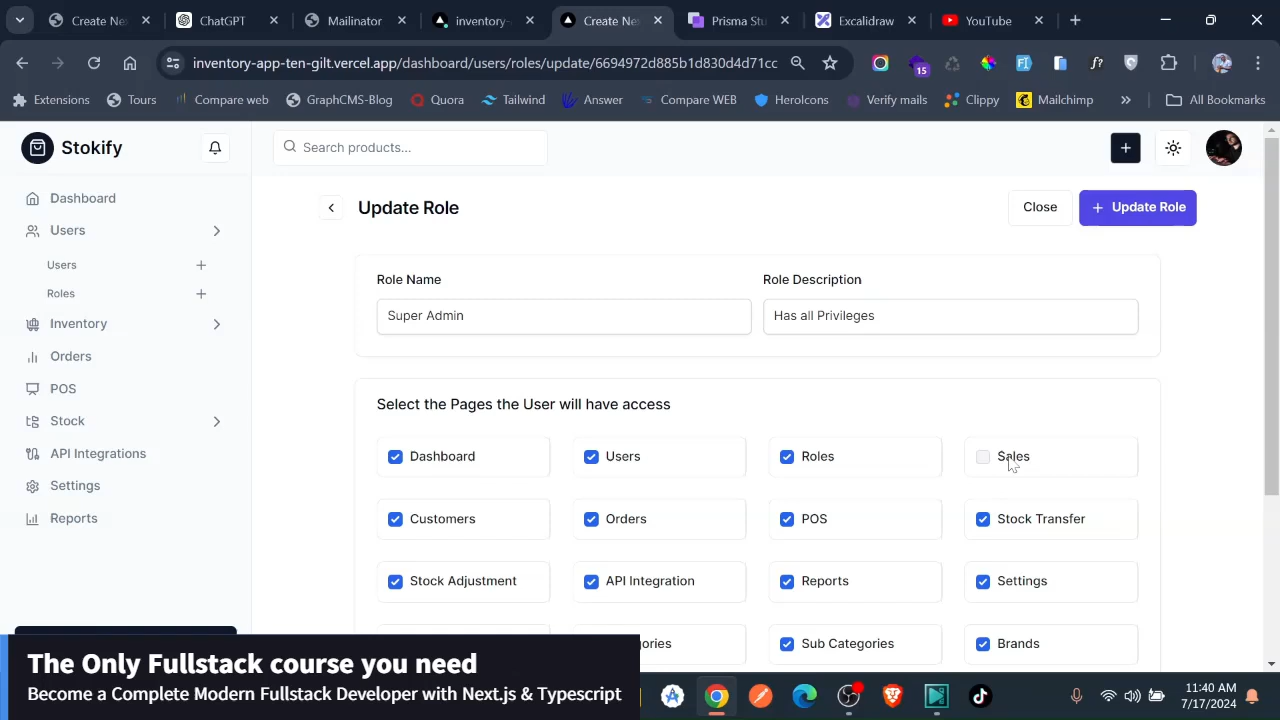 Create Ne
ChatGPT
Mailinator
inventory-
Create Ne
Prisma Stu
Excalidraw
YouTube
inventory-app-ten-gilt.vercel.app/dashboard/users/roles/update/6694972d885b1d830d4d71cc
15
Extensions
Tours
Compare web
GraphCMS-Blog
Quora
Tailwind
Answer
Compare WEB
HeroIcons
Verify mails
Clippy
Mailchimp
All Bookmarks
Stokify
Search products...
Dashboard
Users
Users
Roles
Inventory
Orders
POS
Stock
API Integrations
Settings
Reports
Update Role
Close
Update Role
Role Name
Role Description
Super Admin
Has all Privileges
Select the Pages the User will have access
Dashboard
Users
Roles
Sales
Customers
Orders
POS
Stock Transfer
Stock Adjustment
API Integration
Reports
Settings
ories
Sub Categories
Brands
The Only Fullstack course you need
Become a Complete Modern Fullstack Developer with Next.js & Typescript
11:40 AM
7/17/2024